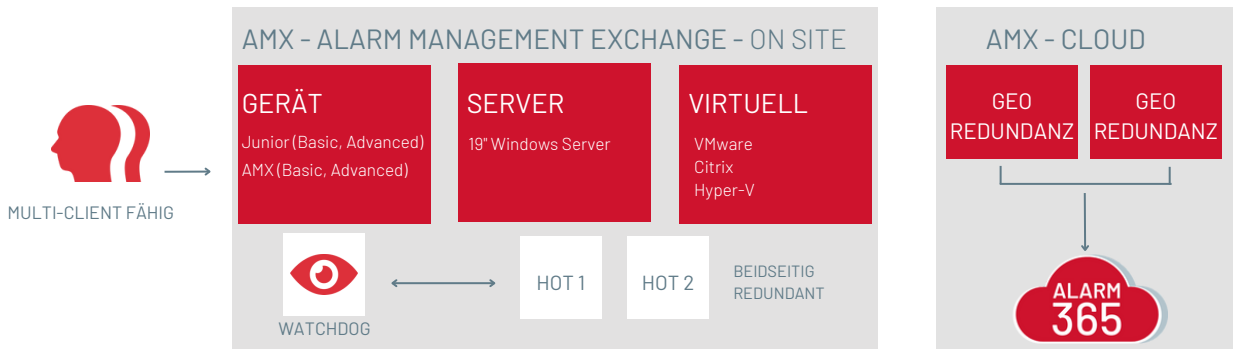 MULTI-CLIENT FÄHIG
AMX - ALARM MANAGEMENT EXCHANGE - ON SITE
GERÄT
Junior (Basic, Advanced)
AMX (Basic, Advanced)
SERVER
19" Windows Server
VIRTUELL
VMware
Citrix
Hyper-V
WATCHDOG
HOT 1
HOT 2
BEIDSEITIG
REDUNDANT
AMX - CLOUD
GEO
REDUNDANZ
GEO
REDUNDANZ
ALARM
365